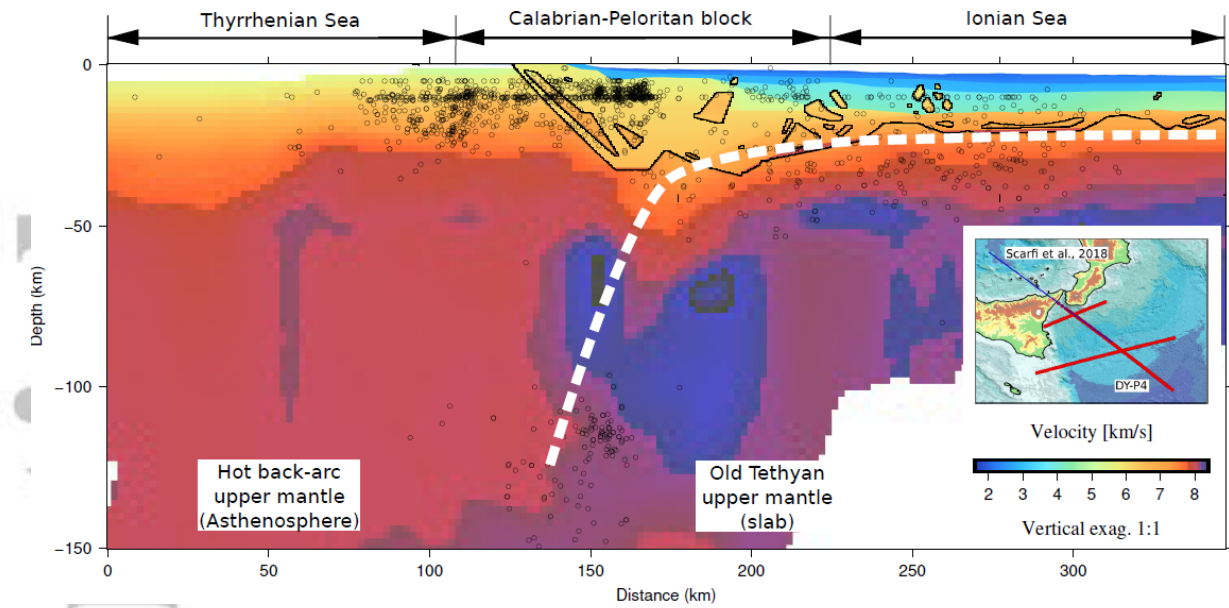 Thyrrhenian Sea
Calabrian-Peloritan block
Ionian Sea
0
−50
−100
−150
Depth (km)
Scarfi et al., 2018
DY-P4
Velocity [km/s]
2 3 4 5 6 7 8
Vertical exag. 1:1
Hot back-arc
upper mantle
(Asthenosphere)
Old Tethyan
upper mantle
(slab)
0 50 100 150 200 250 300
Distance (km)